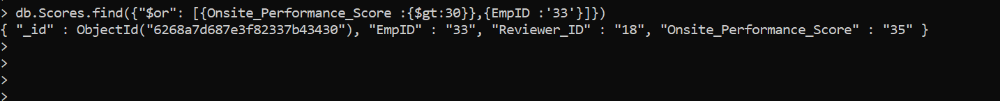 > db.Scores.find({"$or": [{Onsite_Performance_Score :{$gt:30}},{EmpID :'33'}]})
{ "_id" : ObjectId("6268a7d687e3f82337b43430"), "EmpID" : "33", "Reviewer_ID" : "18", "Onsite_Performance_Score" : "35" }
>
>
>
>